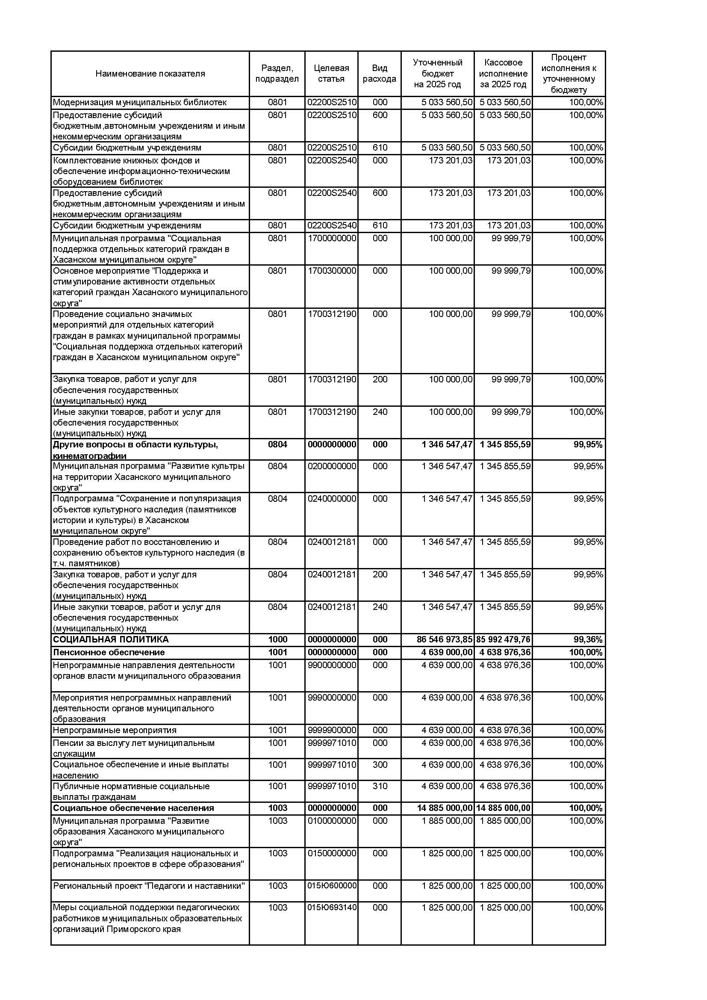 Наименование показателя
Раздел,
подраздел
Целевая
статья
Вид
расхода
Уточненный
бюджет
на 2025 год
Кассовое
исполнение
за 2025 год
Процент
исполнения к
уточненному
бюджету
Модернизация муниципальных библиотек 0801 02200S2510 000 5 033 560,50 5 033 560,50 100,00%
Предоставление субсидий 0801 02200S2510 600 5 033 560,50 5 033 560,50 100,00%
бюджетным,автономным учреждениям и иным
некоммерческим организациям
Субсидии бюджетным учреждениям 0801 02200S2510 610 5 033 560,50 5 033 560,50 100,00%
Комплектование книжных фондов и 0801 02200S2540 000 173 201,03 173 201,03 100,00%
обеспечение информационно-техническим
оборудованием библиотек
Предоставление субсидий 0801 02200S2540 600 173 201,03 173 201,03 100,00%
бюджетным,автономным учреждениям и иным
некоммерческим организациям
Субсидии бюджетным учреждениям 0801 02200S2540 610 173 201,03 173 201,03 100,00%
Муниципальная программа "Социальная 0801 1700000000 000 100 000,00 99 999,79 100,00%
поддержка отдельных категорий граждан в
Хасанском муниципальном округе"
Основное мероприятие "Поддержка и 0801 1700300000 000 100 000,00 99 999,79 100,00%
стимулирование активности отдельных
категорий граждан Хасанского муниципального
округа"
Проведение социально значимых 0801 1700312190 000 100 000,00 99 999,79 100,00%
мероприятий для отдельных категорий
граждан в рамках муниципальной программы
"Социальная поддержка отдельных категорий
граждан в Хасанском муниципальном округе"
Закупка товаров, работ и услуг для 0801 1700312190 200 100 000,00 99 999,79 100,00%
обеспечения государственных
(муниципальных) нужд
Иные закупки товаров, работ и услуг для 0801 1700312190 240 100 000,00 99 999,79 100,00%
обеспечения государственных
(муниципальных) нужд
Другие вопросы в области культуры, 0804 0000000000 000 1 346 547,47 1 345 855,59 99,95%
кинематографии
Муниципальная программа "Развитие культры 0804 0200000000 000 1 346 547,47 1 345 855,59 99,95%
на территории Хасанского муниципального
округа"
Подпрограмма "Сохранение и популяризация 0804 0240000000 000 1 346 547,47 1 345 855,59 99,95%
объектов культурного наследия (памятников
истории и культуры) в Хасанском
муниципальном округе"
Проведение работ по восстановлению и 0804 0240012181 000 1 346 547,47 1 345 855,59 99,95%
сохранению объектов культурного наследия (в
т.ч. памятников)
Закупка товаров, работ и услуг для 0804 0240012181 200 1 346 547,47 1 345 855,59 99,95%
обеспечения государственных
(муниципальных) нужд
Иные закупки товаров, работ и услуг для 0804 0240012181 240 1 346 547,47 1 345 855,59 99,95%
обеспечения государственных
(муниципальных) нужд
СОЦИАЛЬНАЯ ПОЛИТИКА 1000 0000000000 000 86 546 973,85 85 992 479,76 99,36%
Пенсионное обеспечение 1001 0000000000 000 4 639 000,00 4 638 976,36 100,00%
Непрограммные направления деятельности 1001 9900000000 000 4 639 000,00 4 638 976,36 100,00%
органов власти муниципального образования
Мероприятия непрограммных направлений 1001 9990000000 000 4 639 000,00 4 638 976,36 100,00%
деятельности органов муниципального
образования
Непрограммные мероприятия 1001 9999900000 000 4 639 000,00 4 638 976,36 100,00%
Пенсии за выслугу лет муниципальным 1001 9999971010 000 4 639 000,00 4 638 976,36 100,00%
служащим
Социальное обеспечение и иные выплаты 1001 9999971010 300 4 639 000,00 4 638 976,36 100,00%
населению
Публичные нормативные социальные 1001 9999971010 310 4 639 000,00 4 638 976,36 100,00%
выплаты гражданам
Социальное обеспечение населения 1003 0000000000 000 14 885 000,00 14 885 000,00 100,00%
Муниципальная программа "Развитие 1003 0100000000 000 1 885 000,00 1 885 000,00 100,00%
образования Хасанского муниципального
округа"
Подпрограмма "Реализация национальных и 1003 0150000000 000 1 825 000,00 1 825 000,00 100,00%
региональных проектов в сфере образования"
Региональный проект "Педагоги и наставники" 1003 015Ю600000 000 1 825 000,00 1 825 000,00 100,00%
Меры социальной поддержки педагогических 1003 015Ю693140 000 1 825 000,00 1 825 000,00 100,00%
работников муниципальных образовательных
организаций Приморского края